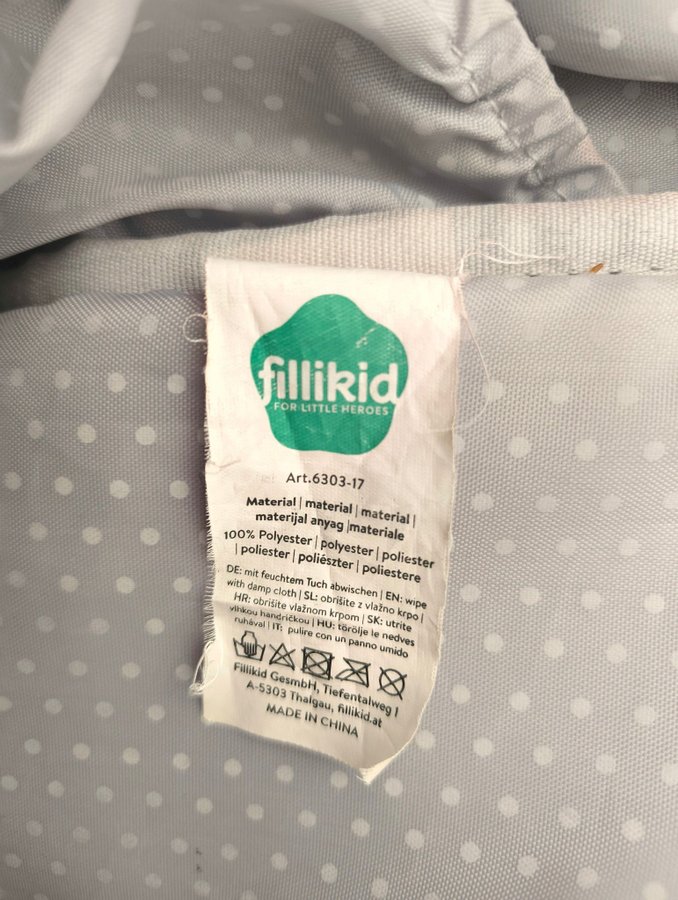 fillikid
FOR LITTLE HEROES
Art.6303-17
Material | material | material |
materijal anyag |materiale
100% Polyester | polyester | poliester
| poliester | poliészter | poliestere
DE: mit feuchtem Tuch abwischen | EN: wipe
with damp cloth | SL: obrišite z vlažno krpo |
HR: obrišite vlažnom krpom | SK: utrite
vlhkou handričkou | HU: törölje le nedves
ruhával | IT: pulire con un panno umido
Fillikid GesmbH, Tiefentalweg 1
A-5303 Thalgau, fillikid.at
MADE IN CHINA